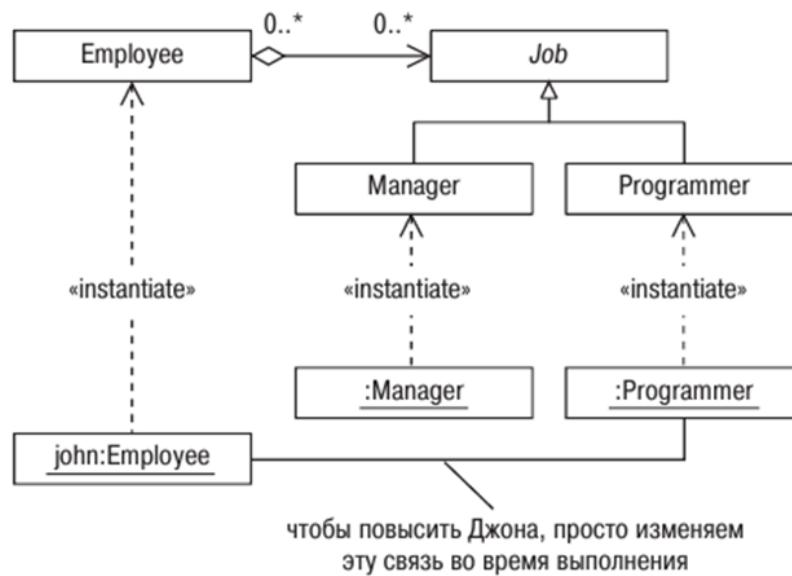 0..* 0..*
Employee Job
Manager Programmer
«instantiate» «instantiate» «instantiate»
:Manager :Programmer
john:Employee
чтобы повысить Джона, просто изменяем
эту связь во время выполнения